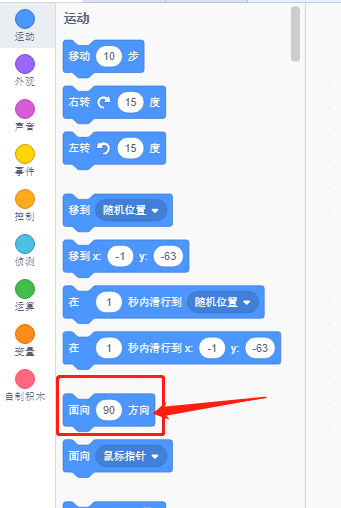 运动
外观
声音
事件
控制
侦测
运算
变量
自制积木
运动
移动 10 步
右转 15 度
左转 15 度
移到 随机位置
移到 x: -1 y: -63
在 1 秒内滑行到 随机位置
在 1 秒内滑行到 x: -1 y: -63
面向 90 方向
面向 鼠标指针